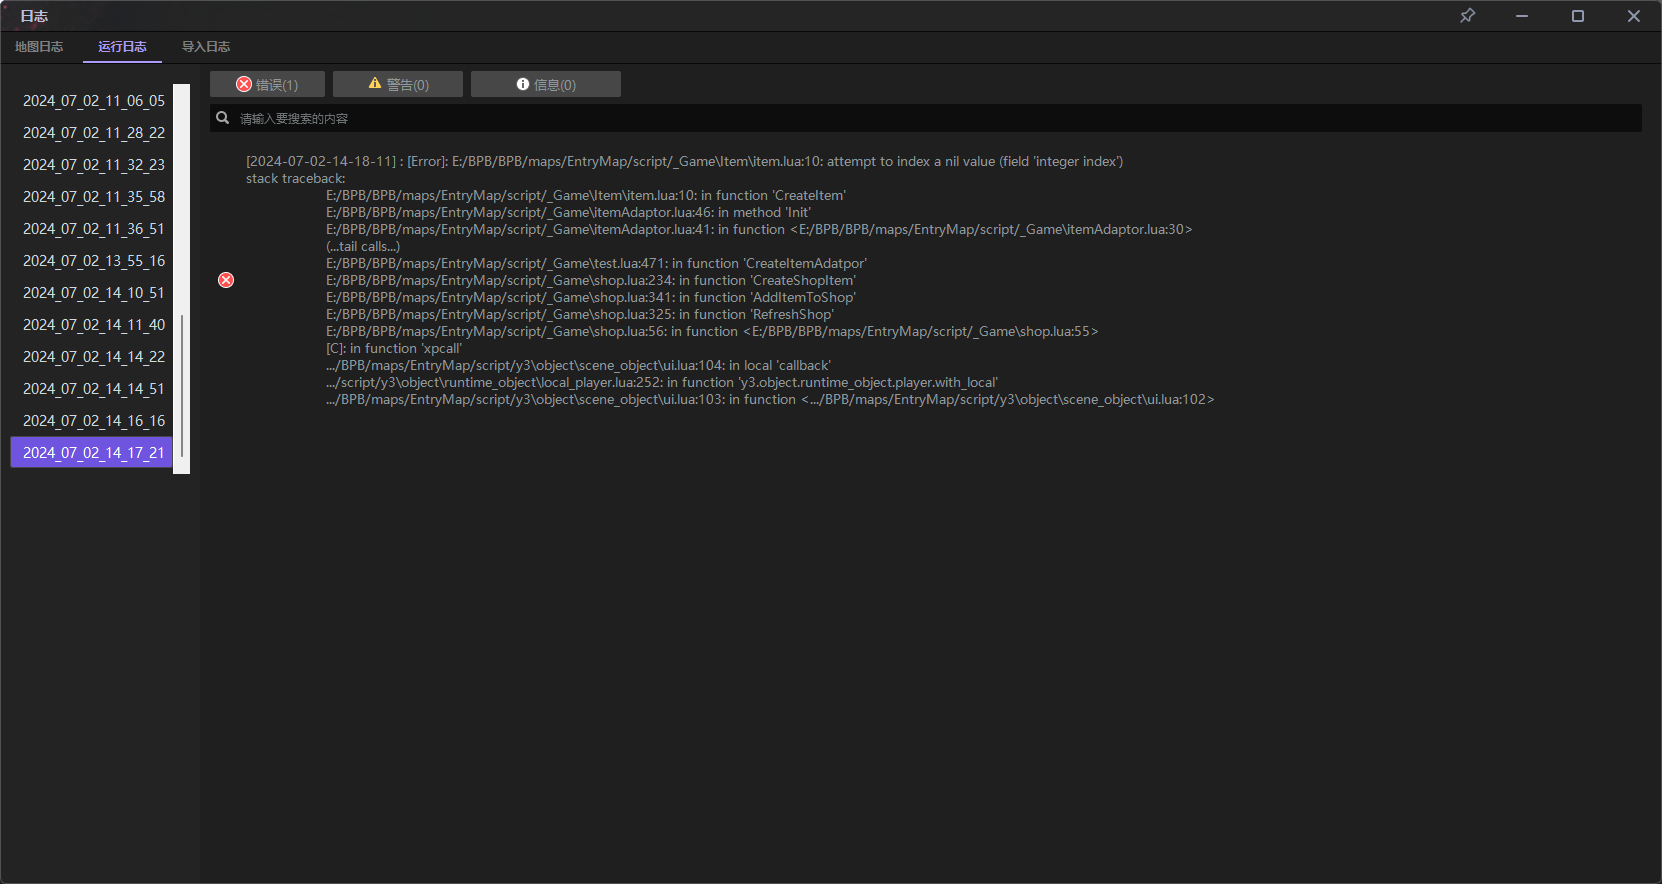 日志
地图日志 运行日志 导入日志
错误(1) 警告(0) 信息(0)
请输入要搜索的内容
2024_07_02_11_06_05
2024_07_02_11_28_22
2024_07_02_11_32_23
2024_07_02_11_35_58
2024_07_02_11_36_51
2024_07_02_13_55_16
2024_07_02_14_10_51
2024_07_02_14_11_40
2024_07_02_14_14_22
2024_07_02_14_14_51
2024_07_02_14_16_16
2024_07_02_14_17_21
[2024-07-02-14-18-11] : [Error]: E:/BPB/BPB/maps/EntryMap/script/_Game\Item\item.lua:10: attempt to index a nil value (field 'integer index')
stack traceback:
E:/BPB/BPB/maps/EntryMap/script/_Game\Item\item.lua:10: in function 'CreateItem'
E:/BPB/BPB/maps/EntryMap/script/_Game\itemAdaptor.lua:46: in method 'Init'
E:/BPB/BPB/maps/EntryMap/script/_Game\itemAdaptor.lua:41: in function <E:/BPB/BPB/maps/EntryMap/script/_Game\itemAdaptor.lua:30>
(...tail calls...)
E:/BPB/BPB/maps/EntryMap/script/_Game\test.lua:471: in function 'CreateItemAdatpor'
E:/BPB/BPB/maps/EntryMap/script/_Game\shop.lua:234: in function 'CreateShopItem'
E:/BPB/BPB/maps/EntryMap/script/_Game\shop.lua:341: in function 'AddItemToShop'
E:/BPB/BPB/maps/EntryMap/script/_Game\shop.lua:325: in function 'RefreshShop'
E:/BPB/BPB/maps/EntryMap/script/_Game\shop.lua:56: in function <E:/BPB/BPB/maps/EntryMap/script/_Game\shop.lua:55>
[C]: in function 'xpcall'
.../BPB/maps/EntryMap/script/y3\object\scene_object\ui.lua:104: in local 'callback'
.../script/y3\object\runtime_object\local_player.lua:252: in function 'y3.object.runtime_object.player.with_local'
.../BPB/maps/EntryMap/script/y3\object\scene_object\ui.lua:103: in function <.../BPB/maps/EntryMap/script/y3\object\scene_object\ui.lua:102>